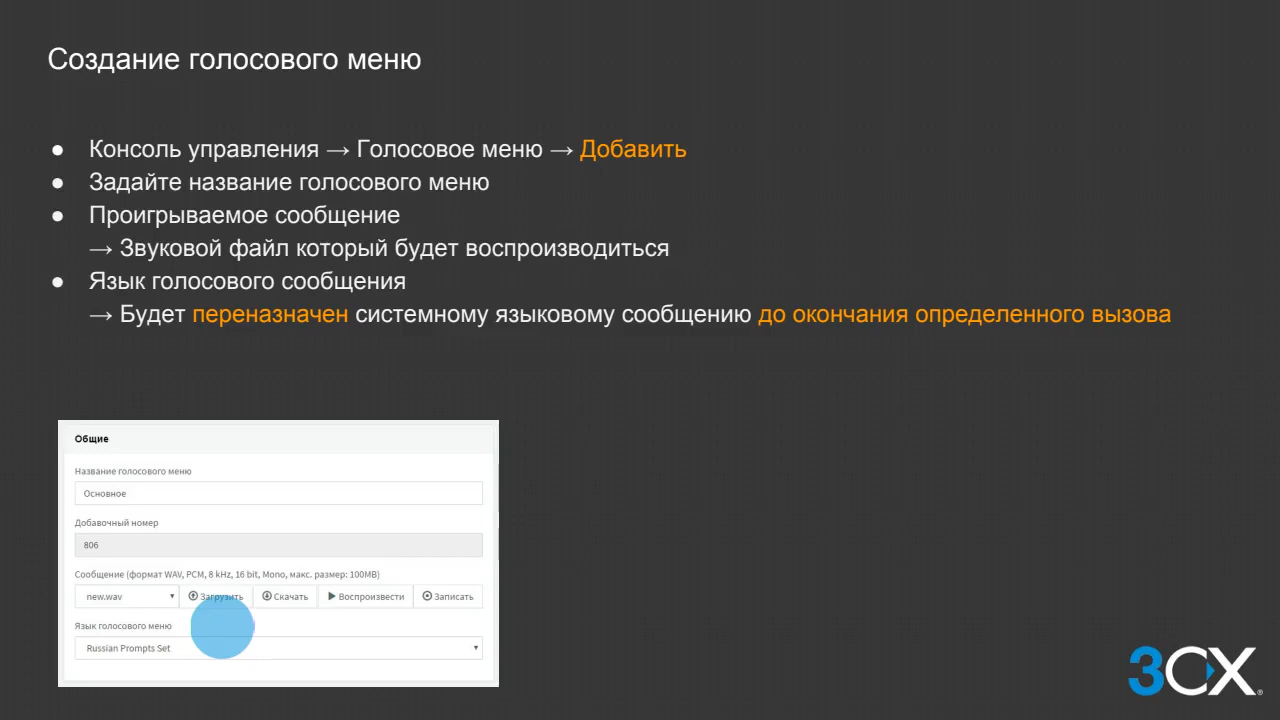 Создание голосового меню
● Консоль управления → Голосовое меню → Добавить
● Задайте название голосового меню
● Проигрываемое сообщение
→ Звуковой файл который будет воспроизводиться
● Язык голосового сообщения
→ Будет переназначен системному языковому сообщению до окончания определенного вызова
Общие
Название голосового меню
Основное
Добавочный номер
806
Сообщение (формат WAV, PCM, 8 kHz, 16 bit, Mono, макс. размер: 100MB)
new.wav Загрузить Скачать Воспроизвести Записать
Язык голосового меню
Russian Prompts Set
3CX®